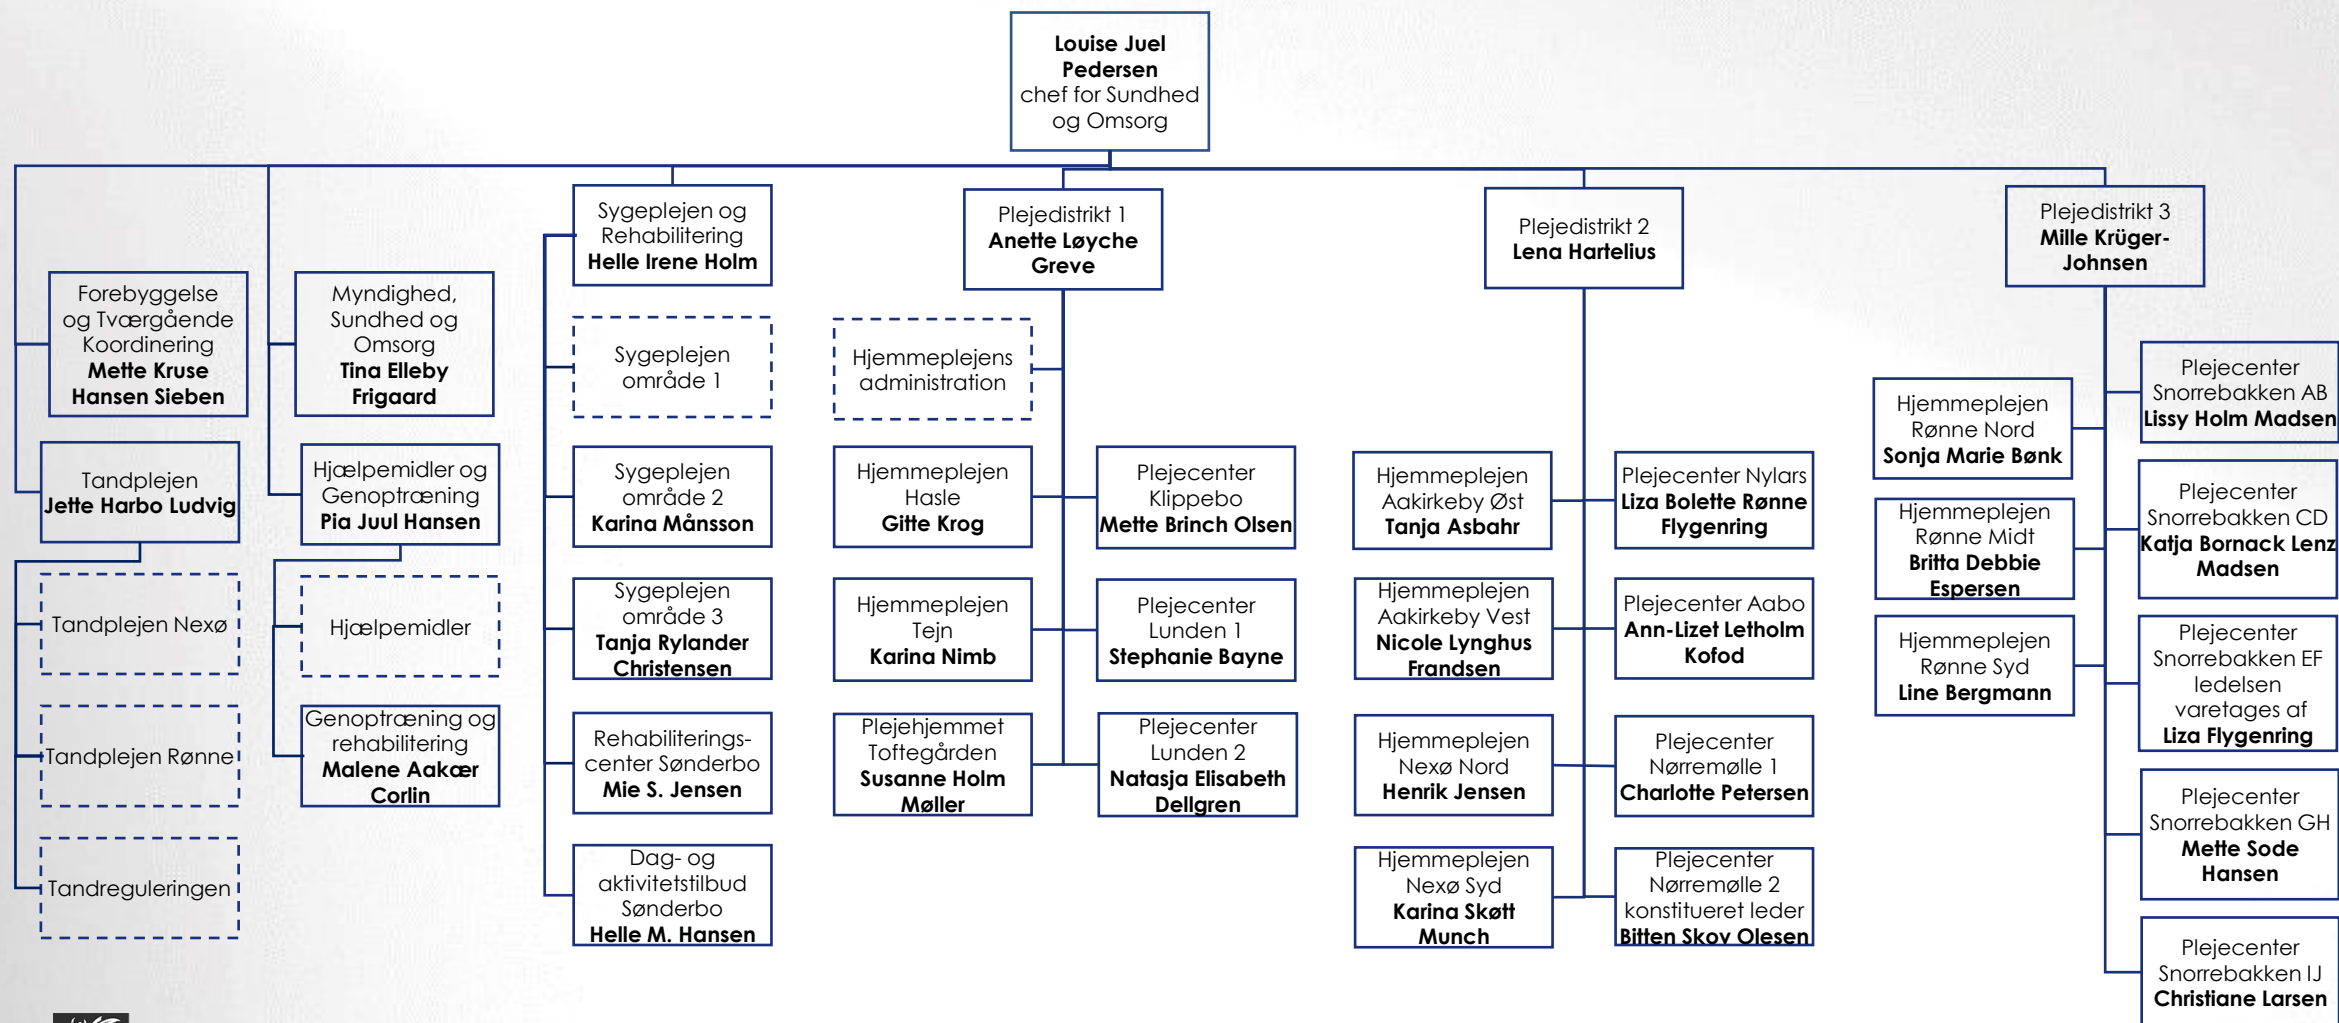 Louise Juel
Pedersen
chef for Sundhed
og Omsorg
Forebyggelse
og Tværgående
Koordinering
Mette Kruse
Hansen Sieben
Tandplejen
Jette Harbo Ludvig
Tandplejen Nexø
Tandplejen Rønne
Tandreguleringen
Myndighed,
Sundhed og
Omsorg
Tina Elleby
Frigaard
Hjælpemidler og
Genoptræning
Pia Juul Hansen
Hjælpemidler
Genoptræning og
rehabilitering
Malene Aakær
Corlin
Sygeplejen og
Rehabilitering
Helle Irene Holm
Sygeplejen
område 1
Sygeplejen
område 2
Karina Månsson
Sygeplejen
område 3
Tanja Rylander
Christensen
Rehabiliterings-
center Sønderbo
Mie S. Jensen
Dag- og
aktivitetstilbud
Sønderbo
Helle M. Hansen
Plejedistrikt 1
Anette Løyche
Greve
Hjemmeplejens
administration
Hjemmeplejen
Hasle
Gitte Krog
Plejecenter
Klippebo
Mette Brinch Olsen
Hjemmeplejen
Tejn
Karina Nimb
Plejecenter
Lunden 1
Stephanie Bayne
Plejehjemmet
Toftegården
Susanne Holm
Møller
Plejecenter
Lunden 2
Natasja Elisabeth
Dellgren
Plejedistrikt 2
Lena Hartelius
Hjemmeplejen
Aakirkeby Øst
Tanja Asbahr
Plejecenter Nylars
Liza Bolette Rønne
Flygenring
Hjemmeplejen
Aakirkeby Vest
Nicole Lynghus
Frandsen
Plejecenter Aabo
Ann-Lizet Letholm
Kofod
Hjemmeplejen
Nexø Nord
Henrik Jensen
Plejecenter
Nørremølle 1
Charlotte Petersen
Hjemmeplejen
Nexø Syd
Karina Skøtt
Munch
Plejecenter
Nørremølle 2
konstitueret leder
Bitten Skov Olesen
Plejedistrikt 3
Mille Krüger-
Johnsen
Hjemmeplejen
Rønne Nord
Sonja Marie Bønk
Hjemmeplejen
Rønne Midt
Britta Debbie
Espersen
Hjemmeplejen
Rønne Syd
Line Bergmann
Plejecenter
Snorrebakken AB
Lissy Holm Madsen
Plejecenter
Snorrebakken CD
Katja Bornack Lenz
Madsen
Plejecenter
Snorrebakken EF
ledelsen
varetages af
Liza Flygenring
Plejecenter
Snorrebakken GH
Mette Sode
Hansen
Plejecenter
Snorrebakken IJ
Christiane Larsen